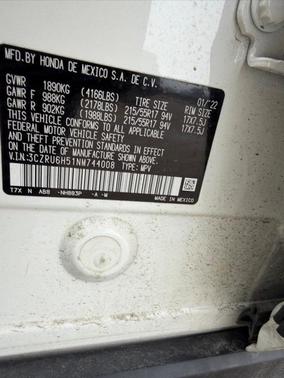 MFD.BY HONDA DE MEXICO S.A. DE C.V.
01/'22
GVWR 1890KG (4166LBS) TIRE SIZE RIM SIZE
GAWR F 988KG (2178LBS) 215/55R17 94V 17X7.5J
GAWR R 902KG (1988LBS) 215/55R17 94V 17X7.5J
THIS VEHICLE CONFORMS TO ALL APPLICABLE FEDERAL
MOTOR VEHICLE SAFETY, BUMPER,
AND THEFT PREVENTION STANDARDS IN EFFECT ON THE
DATE OF MANUFACTURE SHOWN ABOVE.
V.I.N:3CZRU6H51NM744008 TYPE: MPV
T7X N AB8 -NH883P -A -M
MADE IN MEXICO